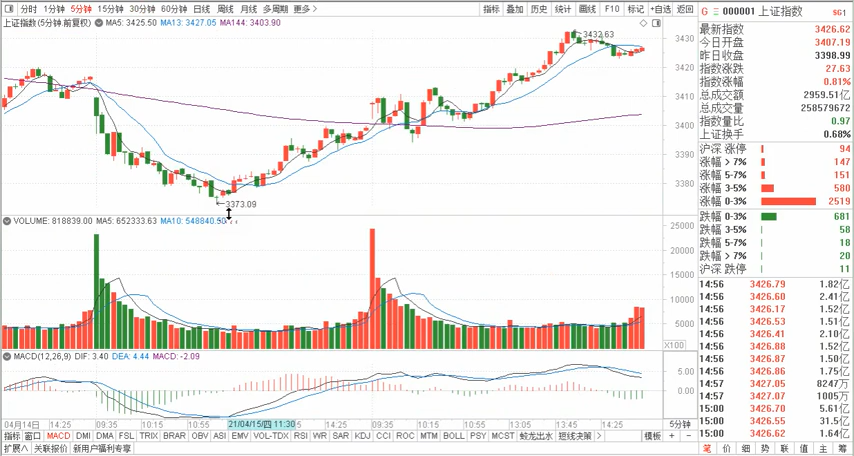 分时 1分钟 5分钟 15分钟 30分钟 60分钟 日线 周线 月线 多周期 更多 指标 叠加 历史 统计 画线 F10 标记 +自选 返回
上证指数(5分钟,前复权) MA5: 3425.50 MA13: 3427.05 MA144: 3403.90
3432.63
3430
3420
3410
3400
3390
3380
3373.09
VOLUME: 818839.00 MA5: 652333.63 MA10: 548840.50
25000
20000
15000
10000
5000
X100
MACD(12,26,9) DIF: 3.40 DEA: 4.44 MACD: -2.09
5.00
0.00
04月14日 14:25 09:35 10:15 10:55 21/04/15/四 11:30 14:25 09:35 10:15 10:55 13:05 13:45 14:25 5分钟
指标 窗口 MACD DMI DMA FSL TRIX BRAR OBV ASI EMV VOL-TDX RSI WR SAR KDJ CCI ROC MTM BOLL PSY MCST 蛟龙出水 短线决步 模板 + -
扩展∧ 关联报价 新用户福利专享
G 000001 上证指数
最新指数 3426.62
今日开盘 3407.19
昨日收盘 3398.99
指数涨跌 27.63
指数涨幅 0.81%
总成交额 2959.51亿
总成交量 258579672
指数量比 0.97
上证换手 0.68%
沪深 涨停 94
涨幅 > 7% 147
涨幅 5-7% 151
涨幅 3-5% 580
涨幅 0-3% 2519
跌幅 0-3% 681
跌幅 3-5% 58
跌幅 5-7% 18
跌幅 > 7% 20
沪深 跌停 11
14:56 3426.79 1.82亿
14:56 3426.60 2.41亿
14:56 3426.17 1.52亿
14:56 3426.53 1.51亿
14:56 3426.41 2.10亿
14:56 3426.88 1.52亿
14:56 3426.87 1.50亿
14:56 3426.86 1.75亿
14:57 3427.05 8247万
14:57 3427.07 1005万
15:00 3426.70 5.61亿
15:00 3426.55 31.5亿
15:00 3426.62 1.64亿
笔 价 细 势 联 值 主 筹